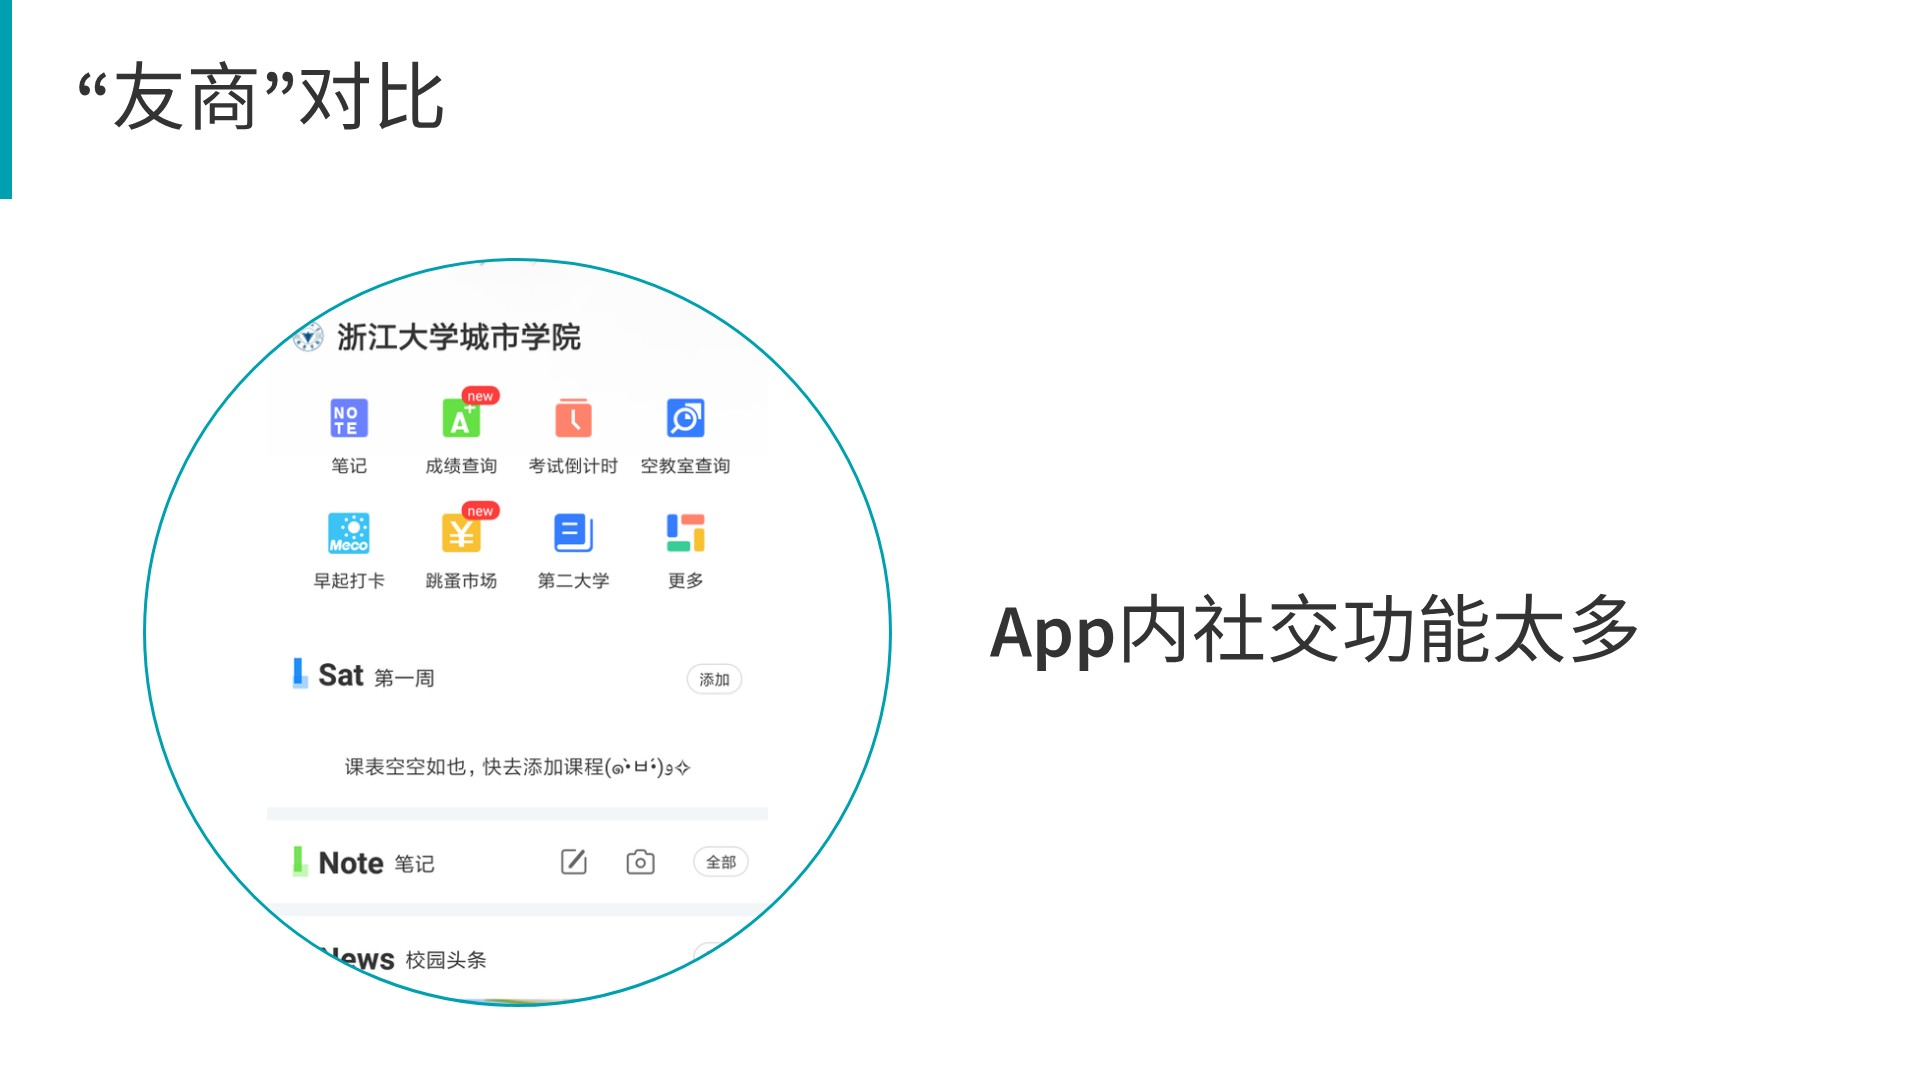 “友商”对比
浙江大学城市学院
NO
TE
A+
new
笔记
成绩查询
考试倒计时
空教室查询
Meco
¥
new
早起打卡
跳蚤市场
第二大学
更多
Sat 第一周
添加
课表空空如也，快去添加课程(๑•̀ㅂ•́)و✧
Note 笔记
全部
News 校园头条
App内社交功能太多